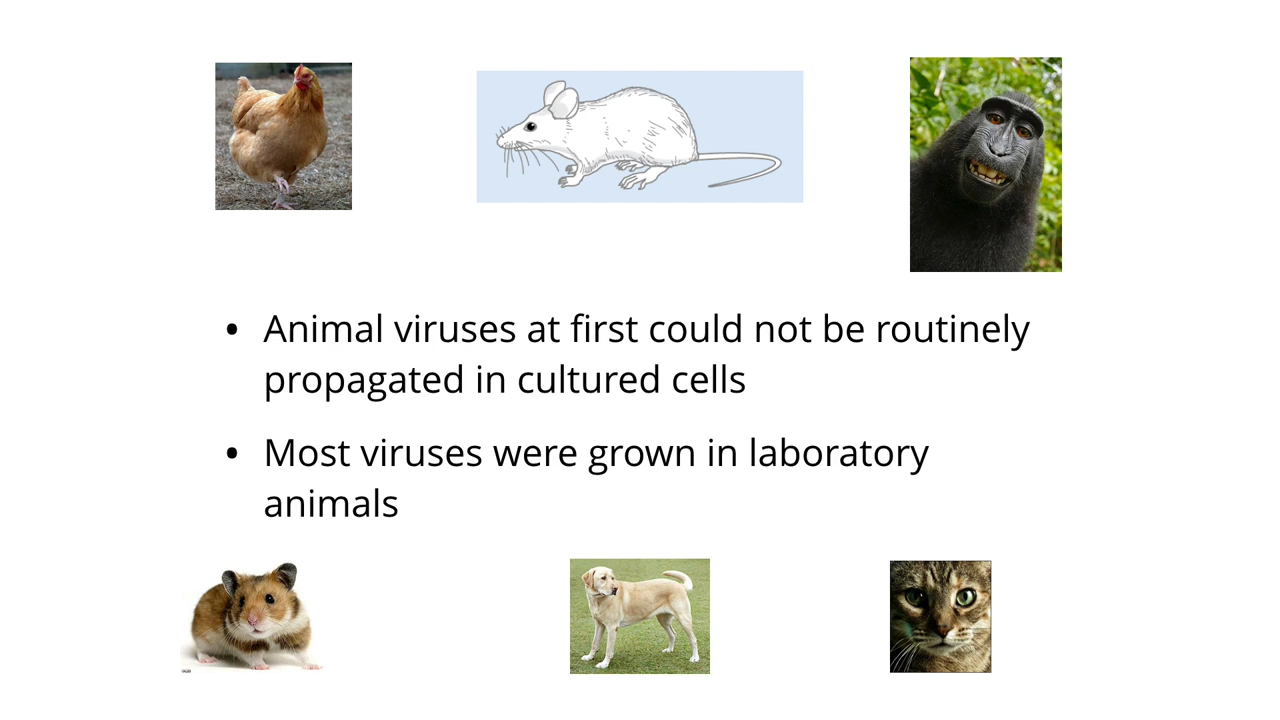 • Animal viruses at first could not be routinely
propagated in cultured cells
• Most viruses were grown in laboratory
animals